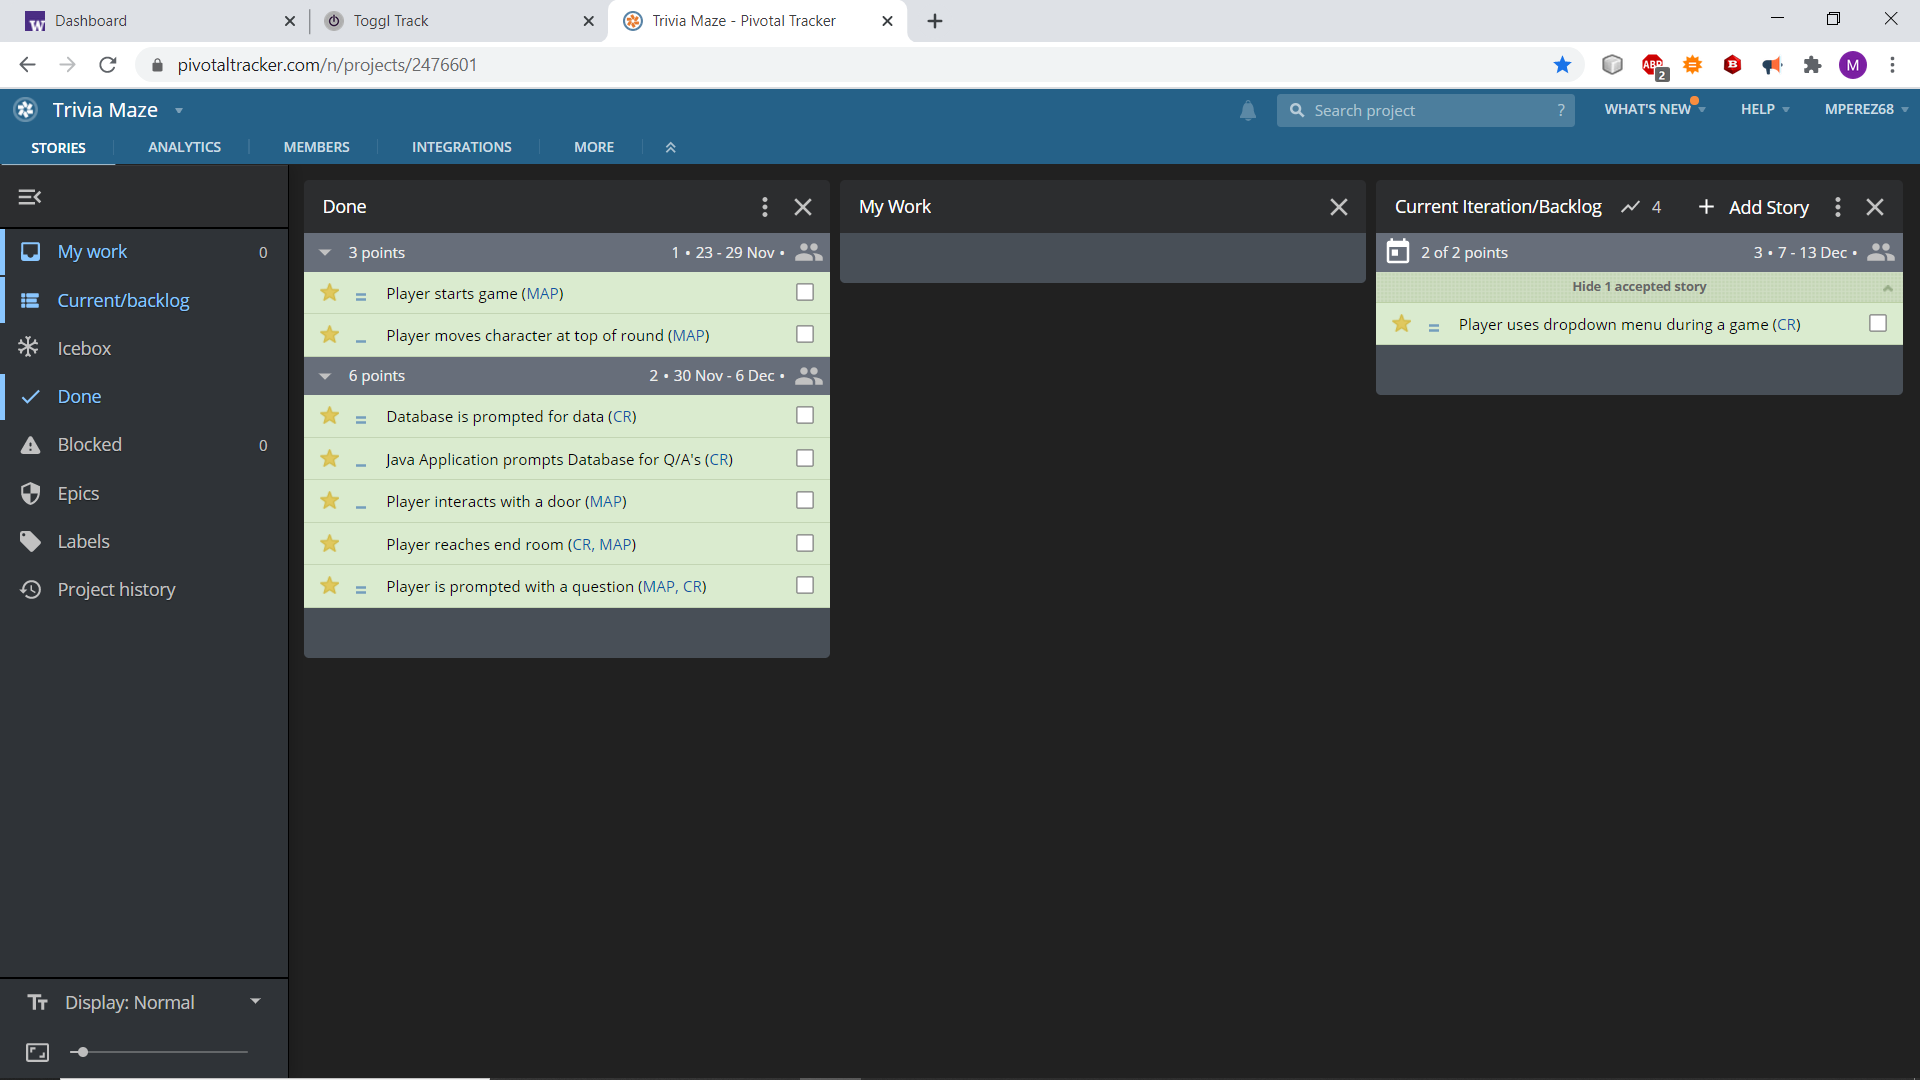 Dashboard
Toggl Track
Trivia Maze - Pivotal Tracker
pivotaltracker.com/n/projects/2476601
ABP
2
B
M
Trivia Maze
Search project
?
WHAT'S NEW
HELP
MPEREZ68
STORIES
ANALYTICS
MEMBERS
INTEGRATIONS
MORE
My work
0
Current/backlog
Icebox
Done
Blocked
0
Epics
Labels
Project history
Display: Normal
Done
3 points
1 • 23 - 29 Nov •
Player starts game (MAP)
Player moves character at top of round (MAP)
6 points
2 • 30 Nov - 6 Dec •
Database is prompted for data (CR)
Java Application prompts Database for Q/A's (CR)
Player interacts with a door (MAP)
Player reaches end room (CR, MAP)
Player is prompted with a question (MAP, CR)
My Work
Current Iteration/Backlog
4
+ Add Story
2 of 2 points
3 • 7 - 13 Dec •
Hide 1 accepted story
Player uses dropdown menu during a game (CR)